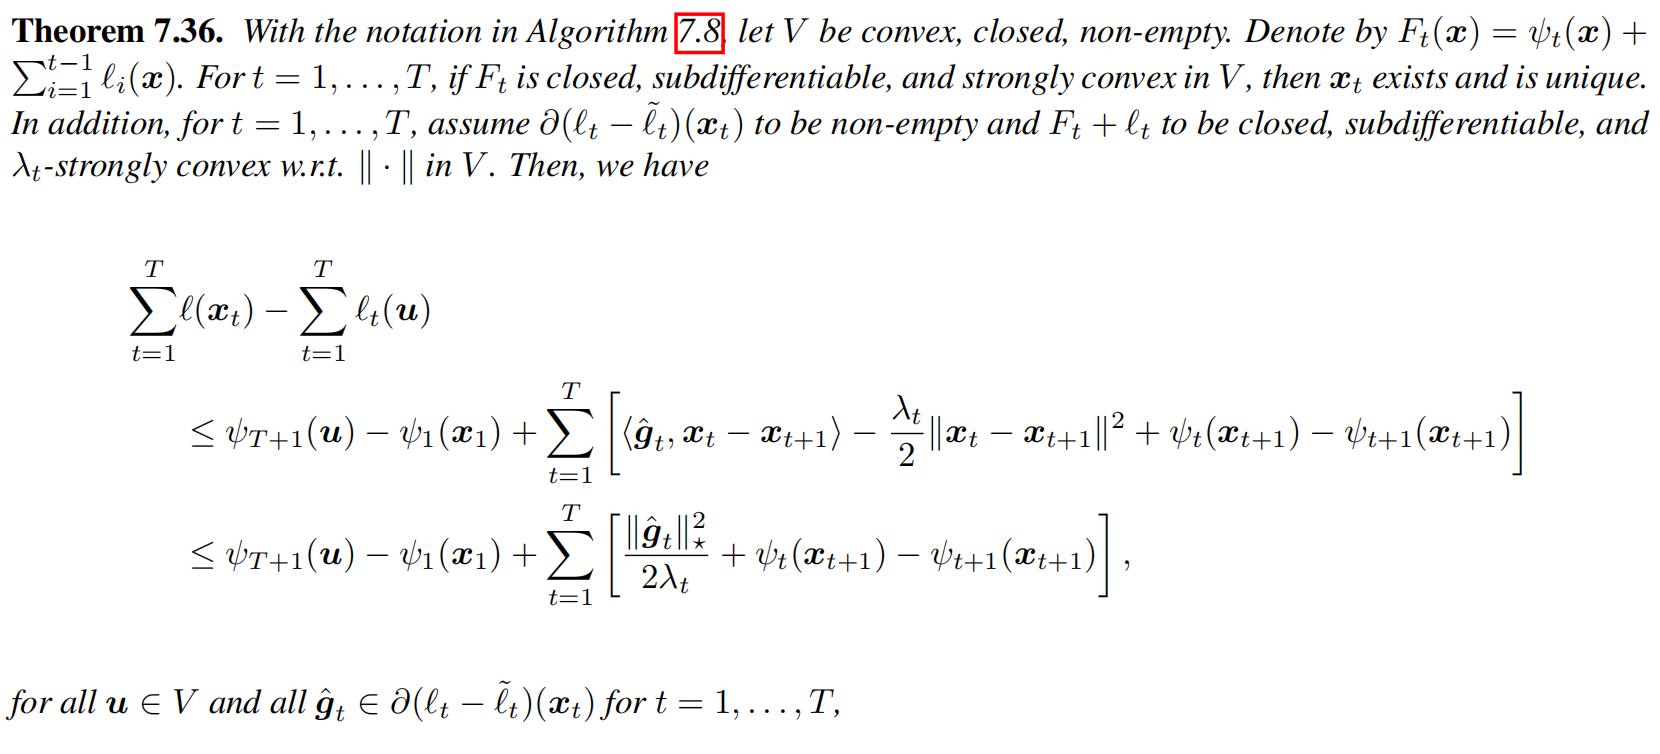 Theorem 7.36. With the notation in Algorithm 7.8, let V be convex, closed, non-empty. Denote by $F_t(\boldsymbol{x}) = \psi_t(\boldsymbol{x}) +$
$\sum_{i=1}^{t-1} \ell_i(\boldsymbol{x})$. For $t = 1, \ldots, T$, if $F_t$ is closed, subdifferentiable, and strongly convex in $V$, then $\boldsymbol{x}_t$ exists and is unique.
In addition, for $t = 1, \ldots, T$, assume $\partial(\ell_t - \tilde{\ell}_t)(\boldsymbol{x}_t)$ to be non-empty and $F_t + \ell_t$ to be closed, subdifferentiable, and
$\lambda_t$-strongly convex w.r.t. $\|\cdot\|$ in $V$. Then, we have
$\sum_{t=1}^{T} \ell(\boldsymbol{x}_t) - \sum_{t=1}^{T} \ell_t(\boldsymbol{u})$
$\leq \psi_{T+1}(\boldsymbol{u}) - \psi_1(\boldsymbol{x}_1) + \sum_{t=1}^{T} \left[ \langle \hat{\boldsymbol{g}}_t, \boldsymbol{x}_t - \boldsymbol{x}_{t+1} \rangle - \frac{\lambda_t}{2} \|\boldsymbol{x}_t - \boldsymbol{x}_{t+1}\|^2 + \psi_t(\boldsymbol{x}_{t+1}) - \psi_{t+1}(\boldsymbol{x}_{t+1}) \right]$
$\leq \psi_{T+1}(\boldsymbol{u}) - \psi_1(\boldsymbol{x}_1) + \sum_{t=1}^{T} \left[ \frac{\|\hat{\boldsymbol{g}}_t\|_\star^2}{2\lambda_t} + \psi_t(\boldsymbol{x}_{t+1}) - \psi_{t+1}(\boldsymbol{x}_{t+1}) \right],$
for all $\boldsymbol{u} \in V$ and all $\hat{\boldsymbol{g}}_t \in \partial(\ell_t - \tilde{\ell}_t)(\boldsymbol{x}_t)$ for $t = 1, \ldots, T$,